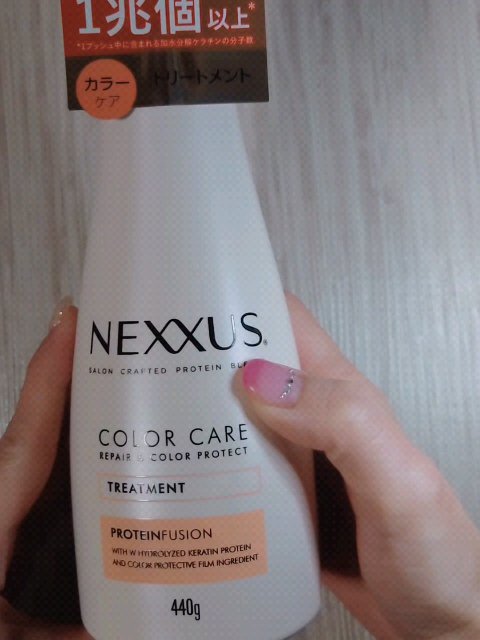 1兆個以上*
*1プッシュ中に含まれる加水分解ケラチンの分子数
カラー
ケア
トリートメント
NEXXUS®
SALON CRAFTED PROTEIN
COLOR CARE
REPAIR & COLOR PROTECT
TREATMENT
PROTEINFUSION
WITH W HYDROLYZED KERATIN PROTEIN
AND COLOR PROTECTIVE FILM INGREDIENT
440g